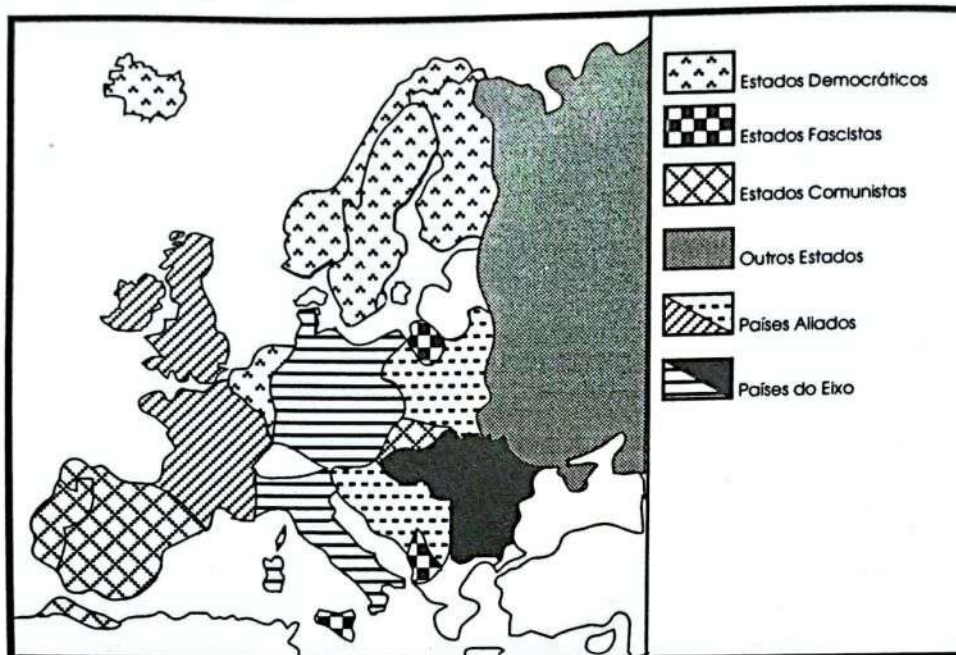 Estados Democráticos
Estados Fascistas
Estados Comunistas
Outros Estados
Países Aliados
Países do Eixo